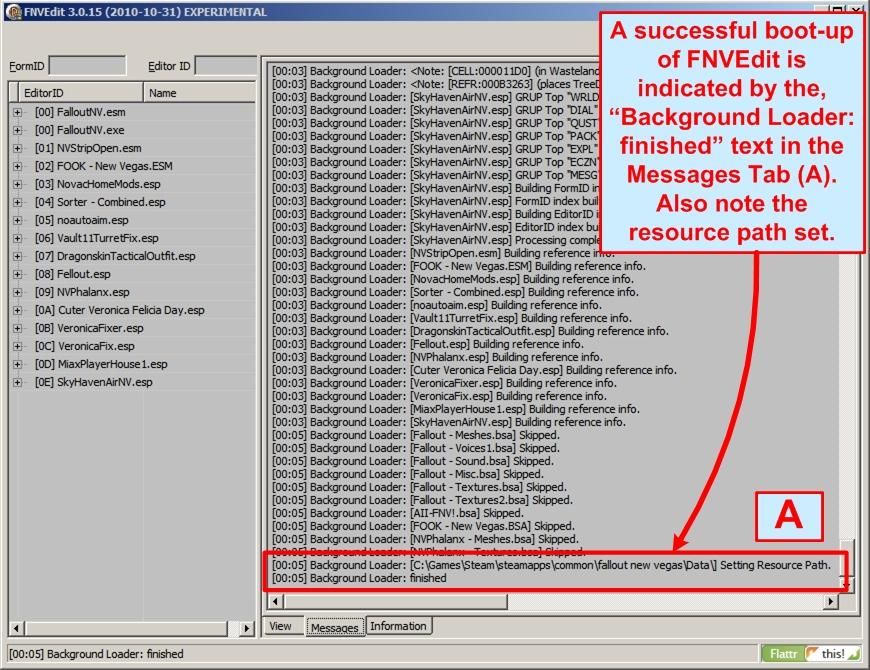 FNVEdit 3.0.15 (2010-10-31) EXPERIMENTAL
A successful boot-up
of FNVEdit is
indicated by the,
“Background Loader:
finished” text in the
Messages Tab (A).
Also note the
resource path set.
FormID
Editor ID
EditorID Name
[00] FalloutNV.esm
[00] FalloutNV.exe
[01] NVStripOpen.esm
[02] FOOK - New Vegas.ESM
[03] NovacHomeMods.esp
[04] Sorter - Combined.esp
[05] noautoaim.esp
[06] Vault11TurretFix.esp
[07] DragonskinTacticalOutfit.esp
[08] Fellout.esp
[09] NVPhalanx.esp
[0A] Cuter Veronica Felicia Day.esp
[0B] VeronicaFixer.esp
[0C] VeronicaFix.esp
[0D] MiaxPlayerHouse1.esp
[0E] SkyHavenAirNV.esp
[00:03] Background Loader: <Note: [CELL:000011D0] (in Wasteland
[00:03] Background Loader: <Note: [REFR:000B3263] (places TreeD
[00:03] Background Loader: [SkyHavenAirNV.esp] GRUP Top "WRLD
[00:03] Background Loader: [SkyHavenAirNV.esp] GRUP Top "DIAL"
[00:03] Background Loader: [SkyHavenAirNV.esp] GRUP Top "QUST"
[00:03] Background Loader: [SkyHavenAirNV.esp] GRUP Top "PACK"
[00:03] Background Loader: [SkyHavenAirNV.esp] GRUP Top "EXPL"
[00:03] Background Loader: [SkyHavenAirNV.esp] GRUP Top "ECZN"
[00:03] Background Loader: [SkyHavenAirNV.esp] GRUP Top "MESG"
[00:03] Background Loader: [SkyHavenAirNV.esp] Building FormID in
[00:03] Background Loader: [SkyHavenAirNV.esp] FormID index buil
[00:03] Background Loader: [SkyHavenAirNV.esp] Building EditorID i
[00:03] Background Loader: [SkyHavenAirNV.esp] EditorID index bu
[00:03] Background Loader: [SkyHavenAirNV.esp] Processing comple
[00:03] Background Loader: [NVStripOpen.esm] Building reference info.
[00:03] Background Loader: [FOOK - New Vegas.ESM] Building reference info.
[00:03] Background Loader: [NovacHomeMods.esp] Building reference info.
[00:03] Background Loader: [Sorter - Combined.esp] Building reference info.
[00:03] Background Loader: [noautoaim.esp] Building reference info.
[00:03] Background Loader: [Vault11TurretFix.esp] Building reference info.
[00:03] Background Loader: [DragonskinTacticalOutfit.esp] Building reference info.
[00:03] Background Loader: [Fellout.esp] Building reference info.
[00:03] Background Loader: [NVPhalanx.esp] Building reference info.
[00:03] Background Loader: [Cuter Veronica Felicia Day.esp] Building reference info.
[00:03] Background Loader: [VeronicaFixer.esp] Building reference info.
[00:03] Background Loader: [VeronicaFix.esp] Building reference info.
[00:03] Background Loader: [MiaxPlayerHouse1.esp] Building reference info.
[00:03] Background Loader: [SkyHavenAirNV.esp] Building reference info.
[00:05] Background Loader: [Fallout - Meshes.bsa] Skipped.
[00:05] Background Loader: [Fallout - Voices1.bsa] Skipped.
[00:05] Background Loader: [Fallout - Sound.bsa] Skipped.
[00:05] Background Loader: [Fallout - Misc.bsa] Skipped.
[00:05] Background Loader: [Fallout - Textures.bsa] Skipped.
[00:05] Background Loader: [Fallout - Textures2.bsa] Skipped.
[00:05] Background Loader: [AII-FNV!.bsa] Skipped.
[00:05] Background Loader: [FOOK - New Vegas.BSA] Skipped.
[00:05] Background Loader: [NVPhalanx - Meshes.bsa] Skipped.
[00:05] Background Loader: [NVPhalanx - Textures.bsa] Skipped.
[00:05] Background Loader: [C:\Games\Steam\steamapps\common\fallout new vegas\Data\] Setting Resource Path.
[00:05] Background Loader: finished
A
View Messages Information
[00:05] Background Loader: finished
Flattr this!